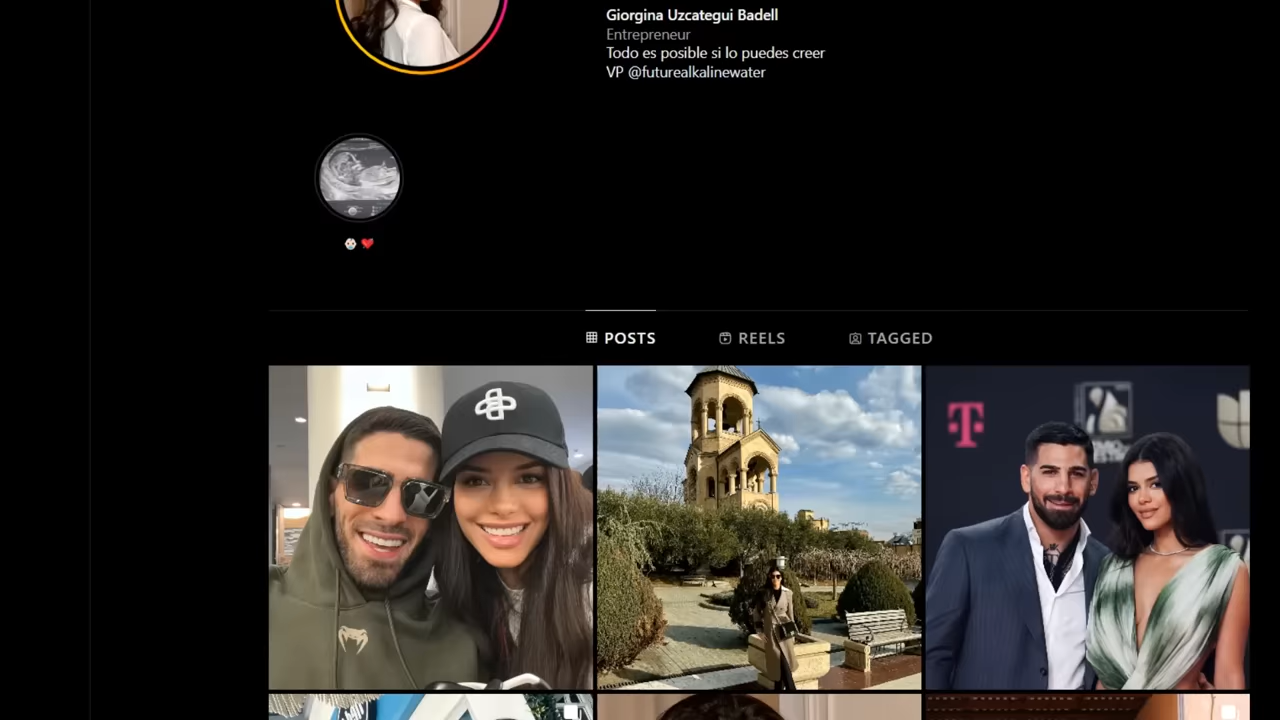 Giorgina Uzcategui Badell
Entrepreneur
Todo es posible si lo puedes creer
VP @futurealkalinewater
POSTS
REELS
TAGGED
T